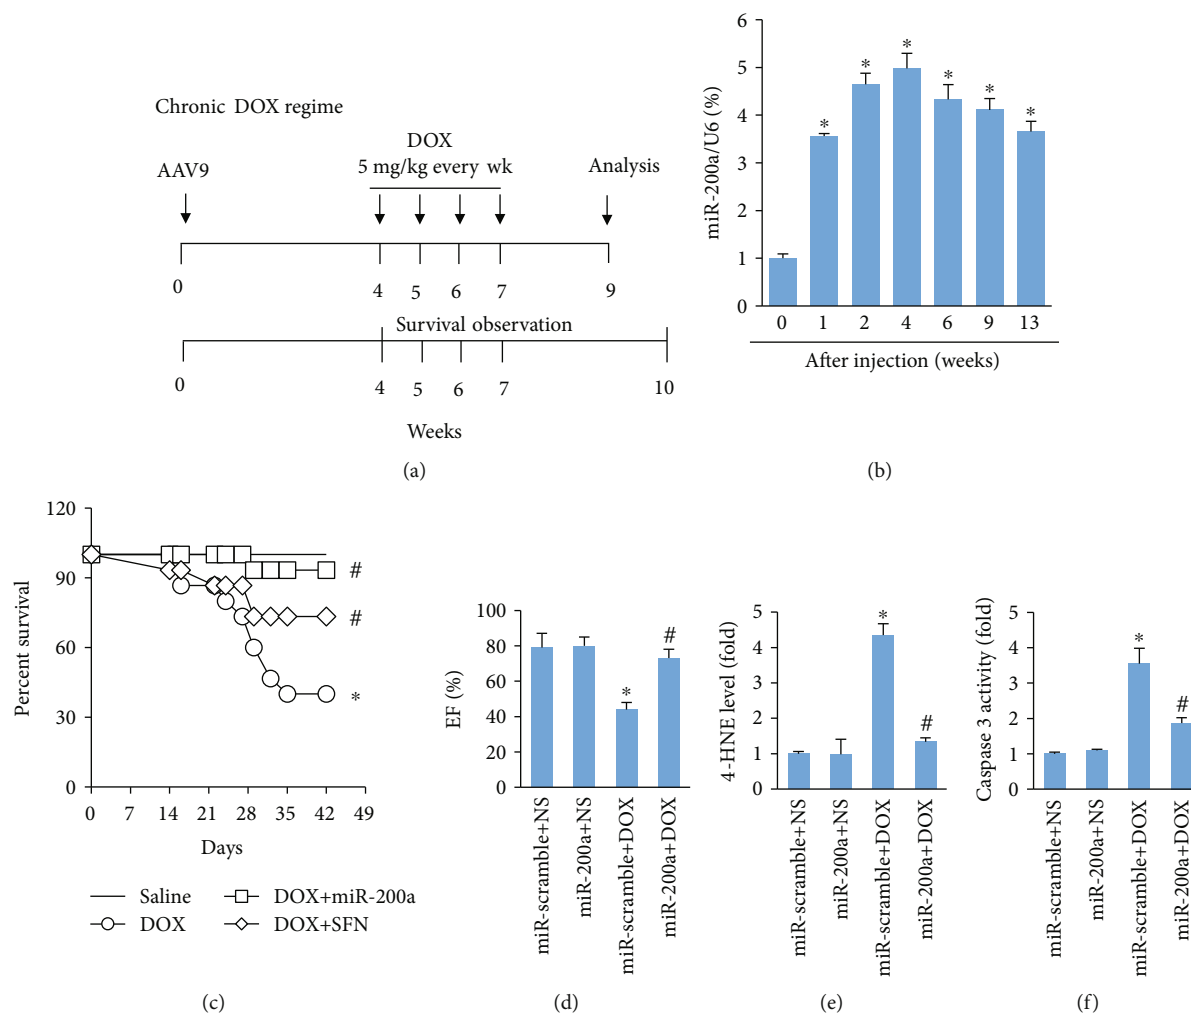 Chronic DOX regime
DOX
5 mg/kg every wk
AAV9
Analysis
0 4 5 6 7 9
Survival observation
0 4 5 6 7 10
Weeks
(a)
miR-200a/U6 (%)
6
5
4
3
2
1
0
* * * * * *
0 1 2 4 6 9 13
After injection (weeks)
(b)
Percent survival
120
90
60
30
0
#
#
*
0 7 14 21 28 35 42 49
Days
Saline
DOX+miR-200a
DOX
DOX+SFN
(c)
EF (%)
100
80
60
40
20
0
*
#
miR-scramble+NS
miR-200a+NS
miR-scramble+DOX
miR-200a+DOX
(d)
4-HNE level (fold)
5
4
3
2
1
0
*
#
miR-scramble+NS
miR-200a+NS
miR-scramble+DOX
miR-200a+DOX
(e)
Caspase 3 activity (fold)
5
4
3
2
1
0
*
#
miR-scramble+NS
miR-200a+NS
miR-scramble+DOX
miR-200a+DOX
(f)